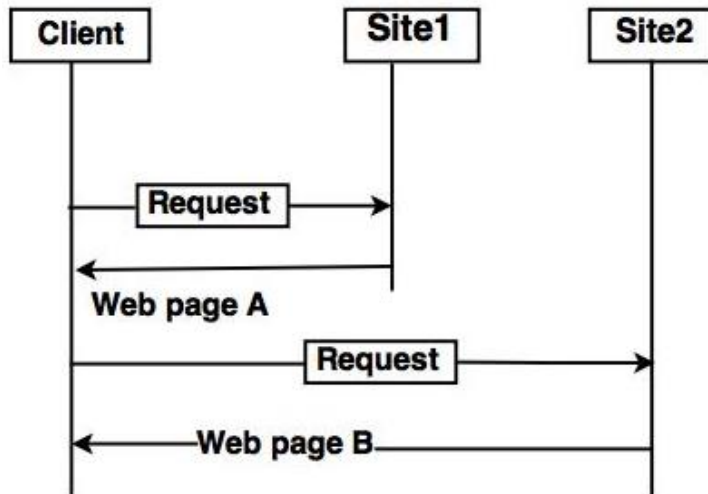 Client
Site1
Site2
Request
Web page A
Request
Web page B